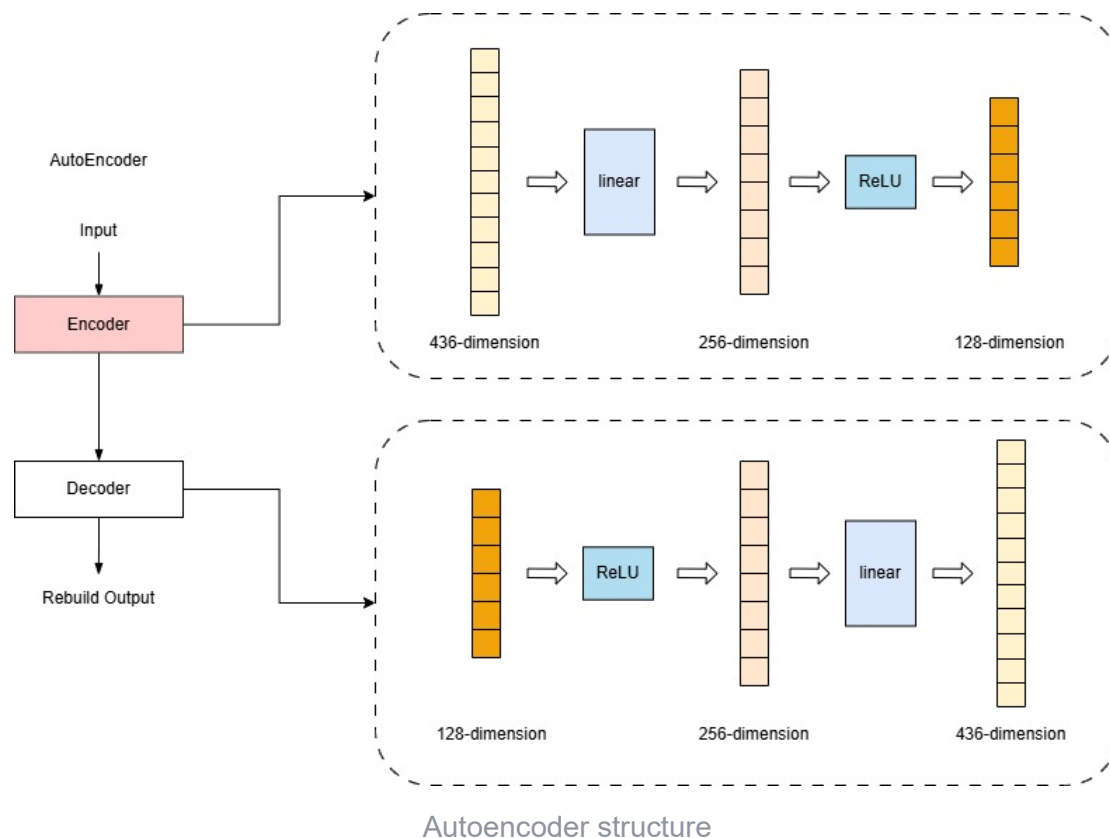 AutoEncoder
Input
Encoder
Decoder
Rebuild Output
linear
ReLU
436-dimension
256-dimension
128-dimension
ReLU
linear
128-dimension
256-dimension
436-dimension
Autoencoder structure